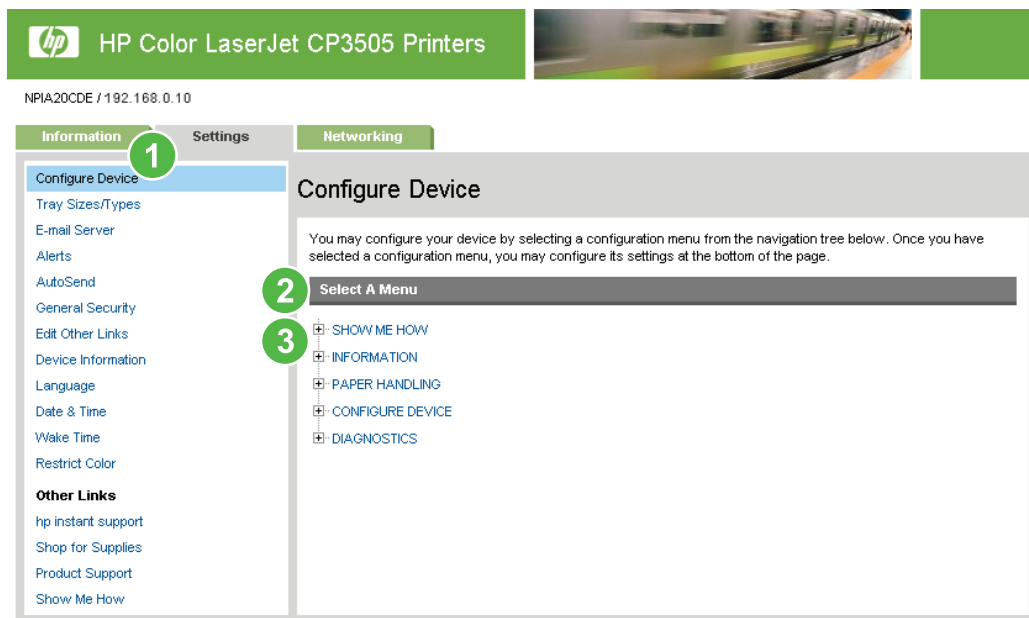 hp HP Color LaserJet CP3505 Printers
NPIA20CDE / 192.168.0.10
Information Settings Networking
1
Configure Device
Tray Sizes/Types
E-mail Server
Alerts
AutoSend
General Security
Edit Other Links
Device Information
Language
Date & Time
Wake Time
Restrict Color
Other Links
hp instant support
Shop for Supplies
Product Support
Show Me How
Configure Device
You may configure your device by selecting a configuration menu from the navigation tree below. Once you have
selected a configuration menu, you may configure its settings at the bottom of the page.
2 Select A Menu
3 SHOW ME HOW
INFORMATION
PAPER HANDLING
CONFIGURE DEVICE
DIAGNOSTICS